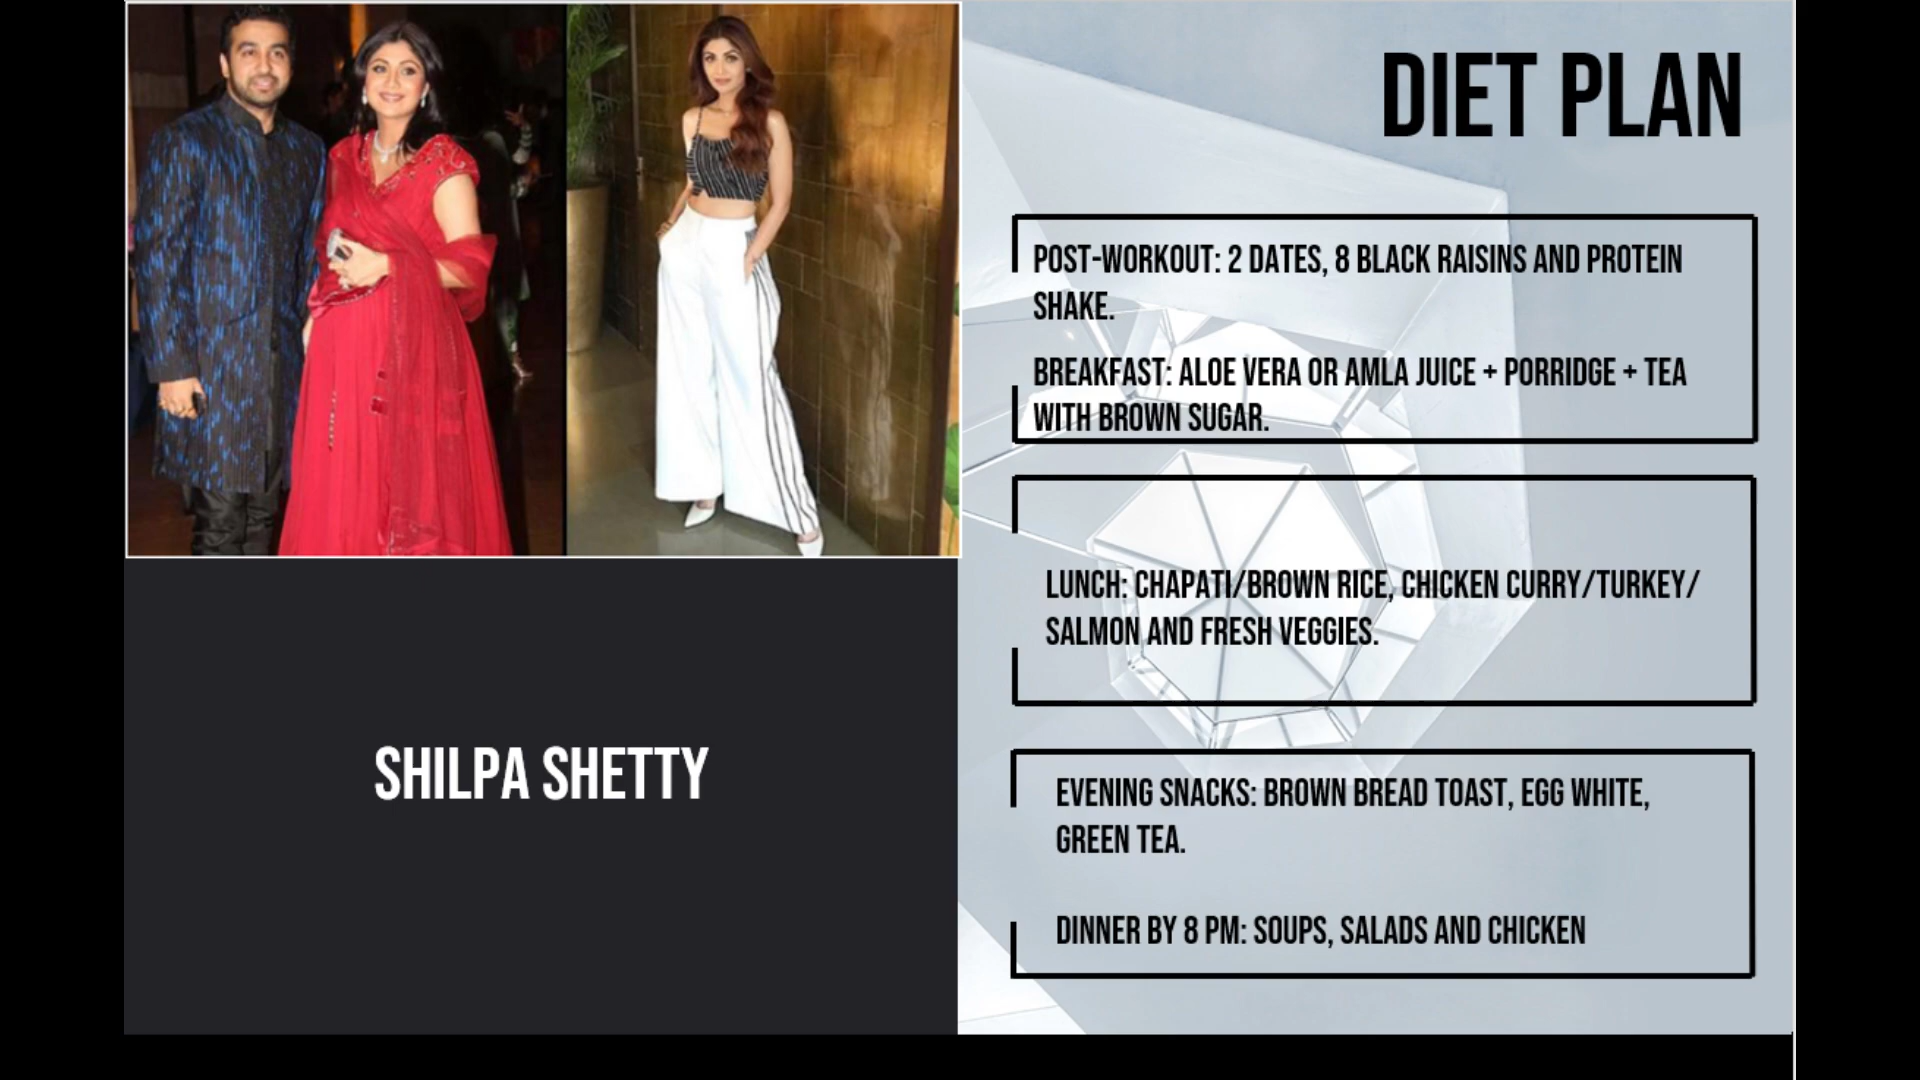 DIET PLAN
POST-WORKOUT: 2 DATES, 8 BLACK RAISINS AND PROTEIN
SHAKE.
BREAKFAST: ALOE VERA OR AMLA JUICE + PORRIDGE + TEA
WITH BROWN SUGAR.
LUNCH: CHAPATI/BROWN RICE, CHICKEN CURRY/TURKEY/
SALMON AND FRESH VEGGIES.
SHILPA SHETTY
EVENING SNACKS: BROWN BREAD TOAST, EGG WHITE,
GREEN TEA.
DINNER BY 8 PM: SOUPS, SALADS AND CHICKEN